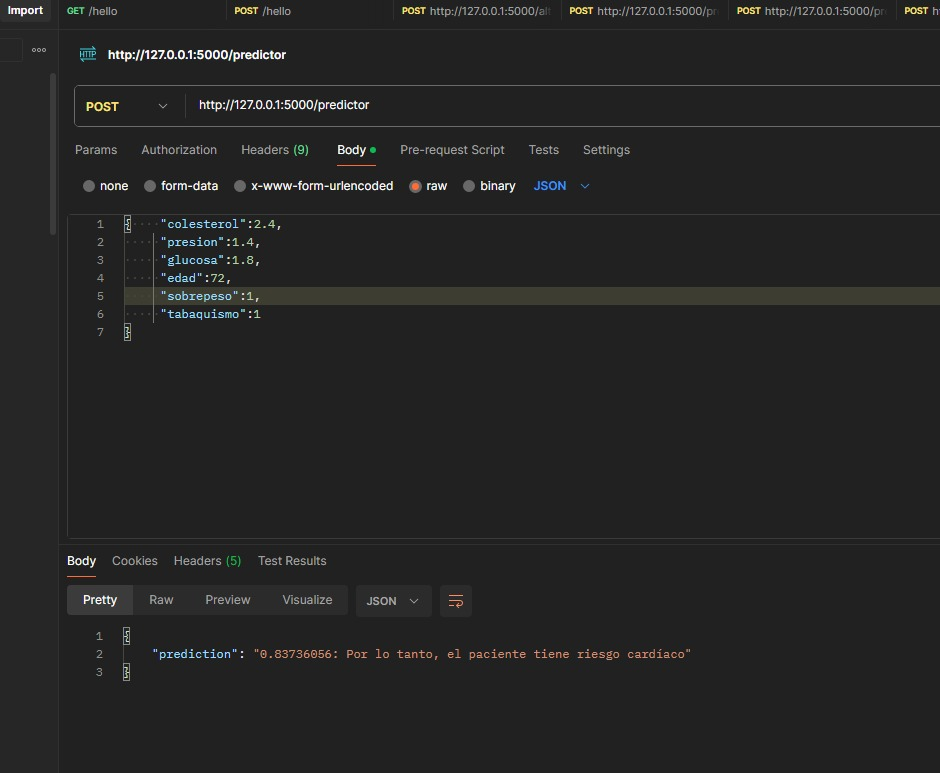 Import
GET /hello
POST /hello
POST http://127.0.0.1:5000/
POST http://127.0.0.1:5000/
POST http://127.0.0.1:5000/
POST
HTTP http://127.0.0.1:5000/predictor
POST http://127.0.0.1:5000/predictor
Params Authorization Headers (9) Body Pre-request Script Tests Settings
none form-data x-www-form-urlencoded raw binary JSON
1 { "colesterol":2.4,
2 "presion":1.4,
3 "glucosa":1.8,
4 "edad":72,
5 "sobrepeso":1,
6 "tabaquismo":1
7 }
Body Cookies Headers (5) Test Results
Pretty Raw Preview Visualize JSON
1 {
2 "prediction": "0.83736056: Por lo tanto, el paciente tiene riesgo cardíaco"
3 }